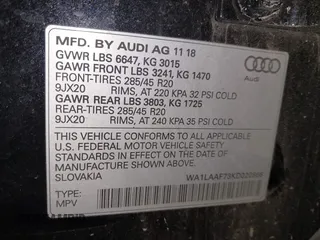 MFD. BY AUDI AG 11 18
GVWR LBS 6647, KG 3015
GAWR FRONT LBS 3241, KG 1470
FRONT-TIRES 285/45 R20
9JX20 RIMS, AT 220 KPA 32 PSI COLD
GAWR REAR LBS 3803, KG 1725
REAR-TIRES 285/45 R20
9JX20 RIMS, AT 240 KPA 35 PSI COLD
Audi
THIS VEHICLE CONFORMS TO ALL APPLICABLE
U.S. FEDERAL MOTOR VEHICLE SAFETY
STANDARDS IN EFFECT ON THE DATE OF
MANUFACTURE SHOWN ABOVE.
SLOVAKIA
TYPE:
MPV